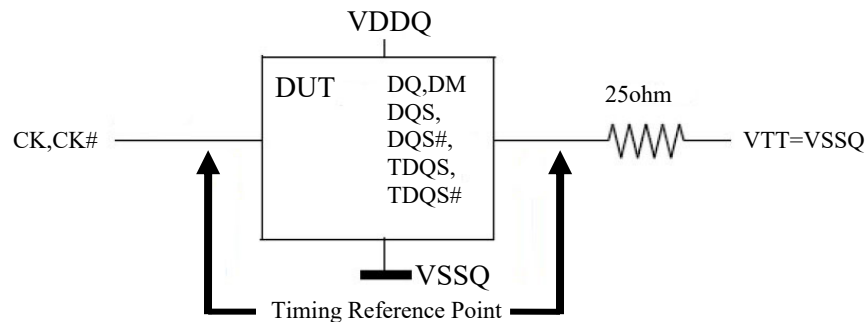 VDDQ
DUT
DQ,DM
DQS,
DQS#,
TDQS,
TDQS#
CK,CK#
25ohm
VTT=VSSQ
VSSQ
Timing Reference Point